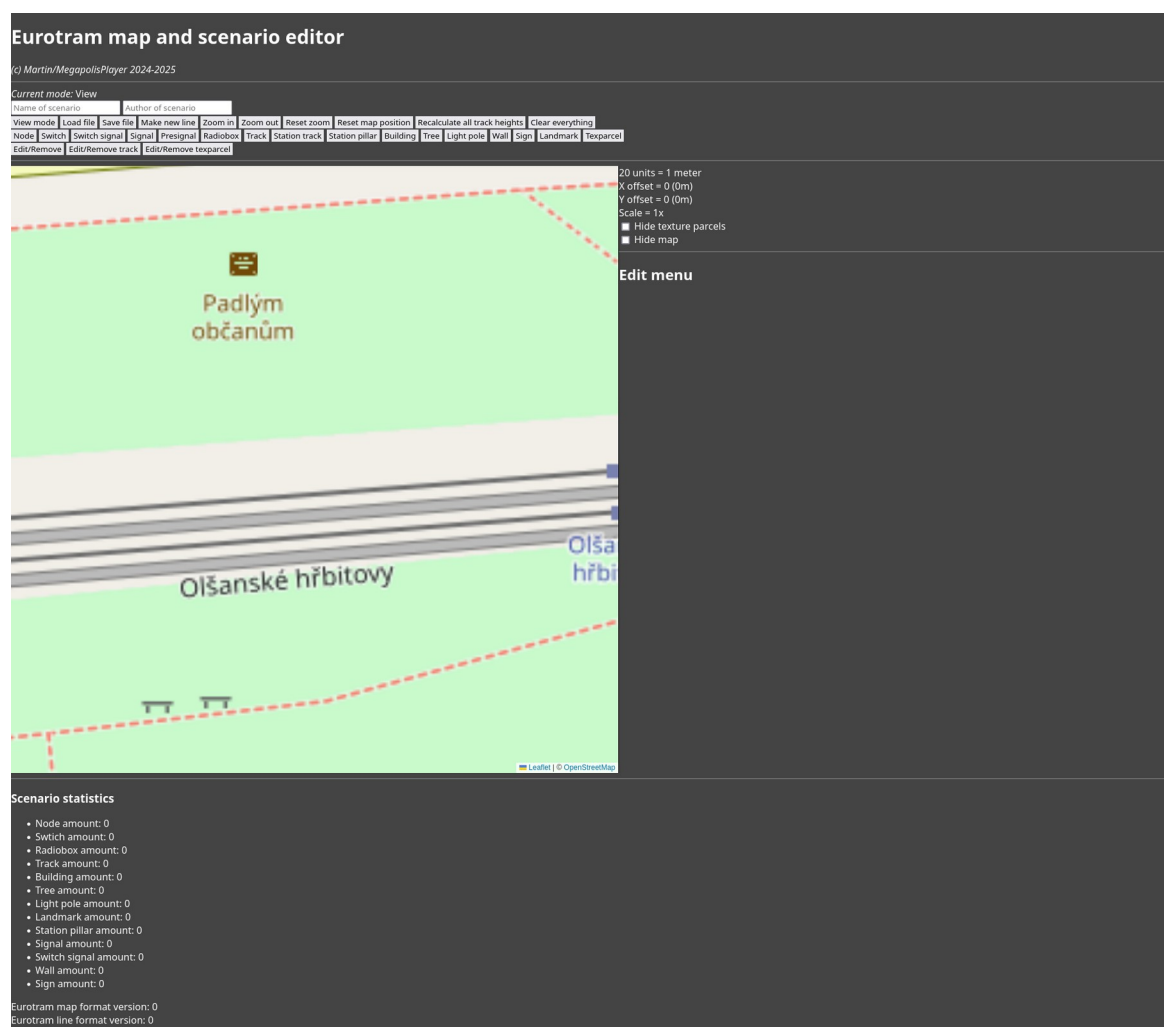 Eurotram map and scenario editor
(c) Martin/MegapolisPlayer 2024-2025
Current mode: View
Name of scenario Author of scenario
View mode Load file Save file Make new line Zoom in Zoom out Reset zoom Reset map position Recalculate all track heights Clear everything
Node Switch Switch signal Signal Presignal Radiobox Track Station track Station pillar Building Tree Light pole Wall Sign Landmark Texparcel
Edit/Remove Edit/Remove track Edit/Remove texparcel
Padlým
občanům
Olšanské hřbitovy
Olša
hřbi
Leaflet | © OpenStreetMap
20 units = 1 meter
X offset = 0 (0m)
Y offset = 0 (0m)
Scale = 1x
Hide texture parcels
Hide map
Edit menu
Scenario statistics
• Node amount: 0
• Swtich amount: 0
• Radiobox amount: 0
• Track amount: 0
• Building amount: 0
• Tree amount: 0
• Light pole amount: 0
• Landmark amount: 0
• Station pillar amount: 0
• Signal amount: 0
• Switch signal amount: 0
• Wall amount: 0
• Sign amount: 0
Eurotram map format version: 0
Eurotram line format version: 0